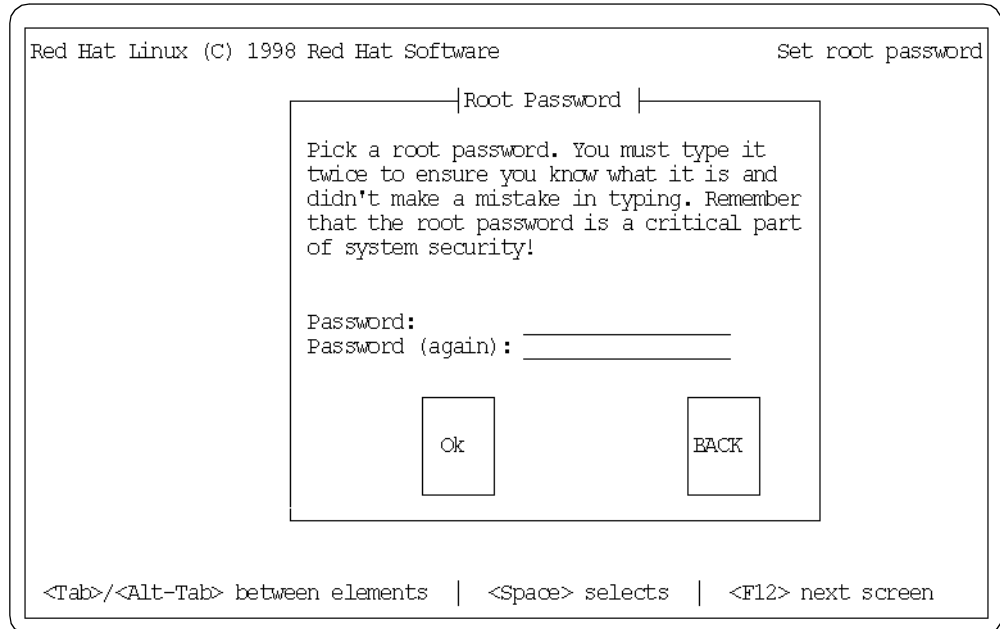 Red Hat Linux (C) 1998 Red Hat Software Set root password
Root Password
Pick a root password. You must type it
twice to ensure you know what it is and
didn't make a mistake in typing. Remember
that the root password is a critical part
of system security!
Password:
Password (again):
Ok BACK
<Tab>/<Alt-Tab> between elements | <Space> selects | <F12> next screen